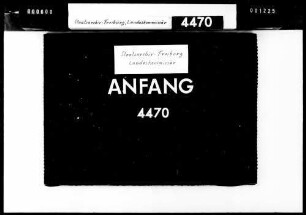 000001
001225
Staatsarchiv Freiburg, Landeskommissär
4470
Staatsarchiv Freiburg
Landeskommissär
ANFANG
4470